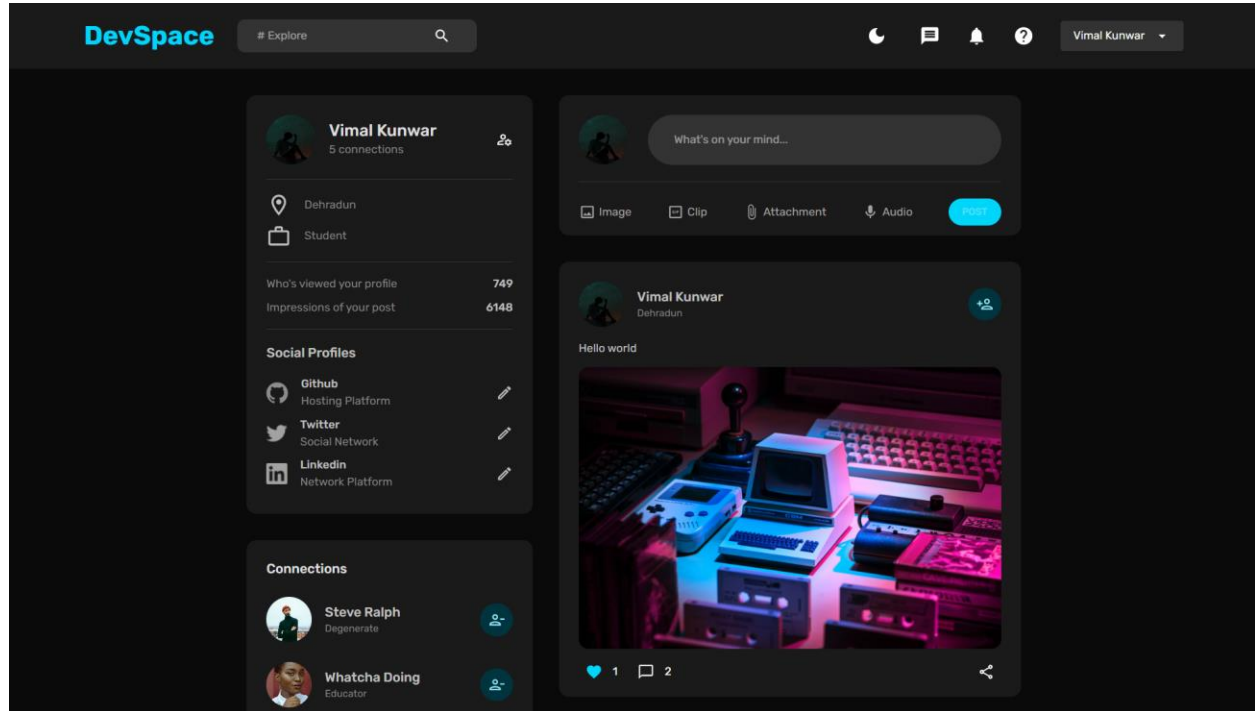 DevSpace
# Explore
Vimal Kunwar
Vimal Kunwar
5 connections
Dehradun
Student
Who's viewed your profile 749
Impressions of your post 6148
Social Profiles
Github
Hosting Platform
Twitter
Social Network
Linkedin
Network Platform
Connections
Steve Ralph
Degenerate
Whatcha Doing
Educator
What's on your mind...
Image Clip Attachment Audio POST
Vimal Kunwar
Dehradun
Hello world
1 2